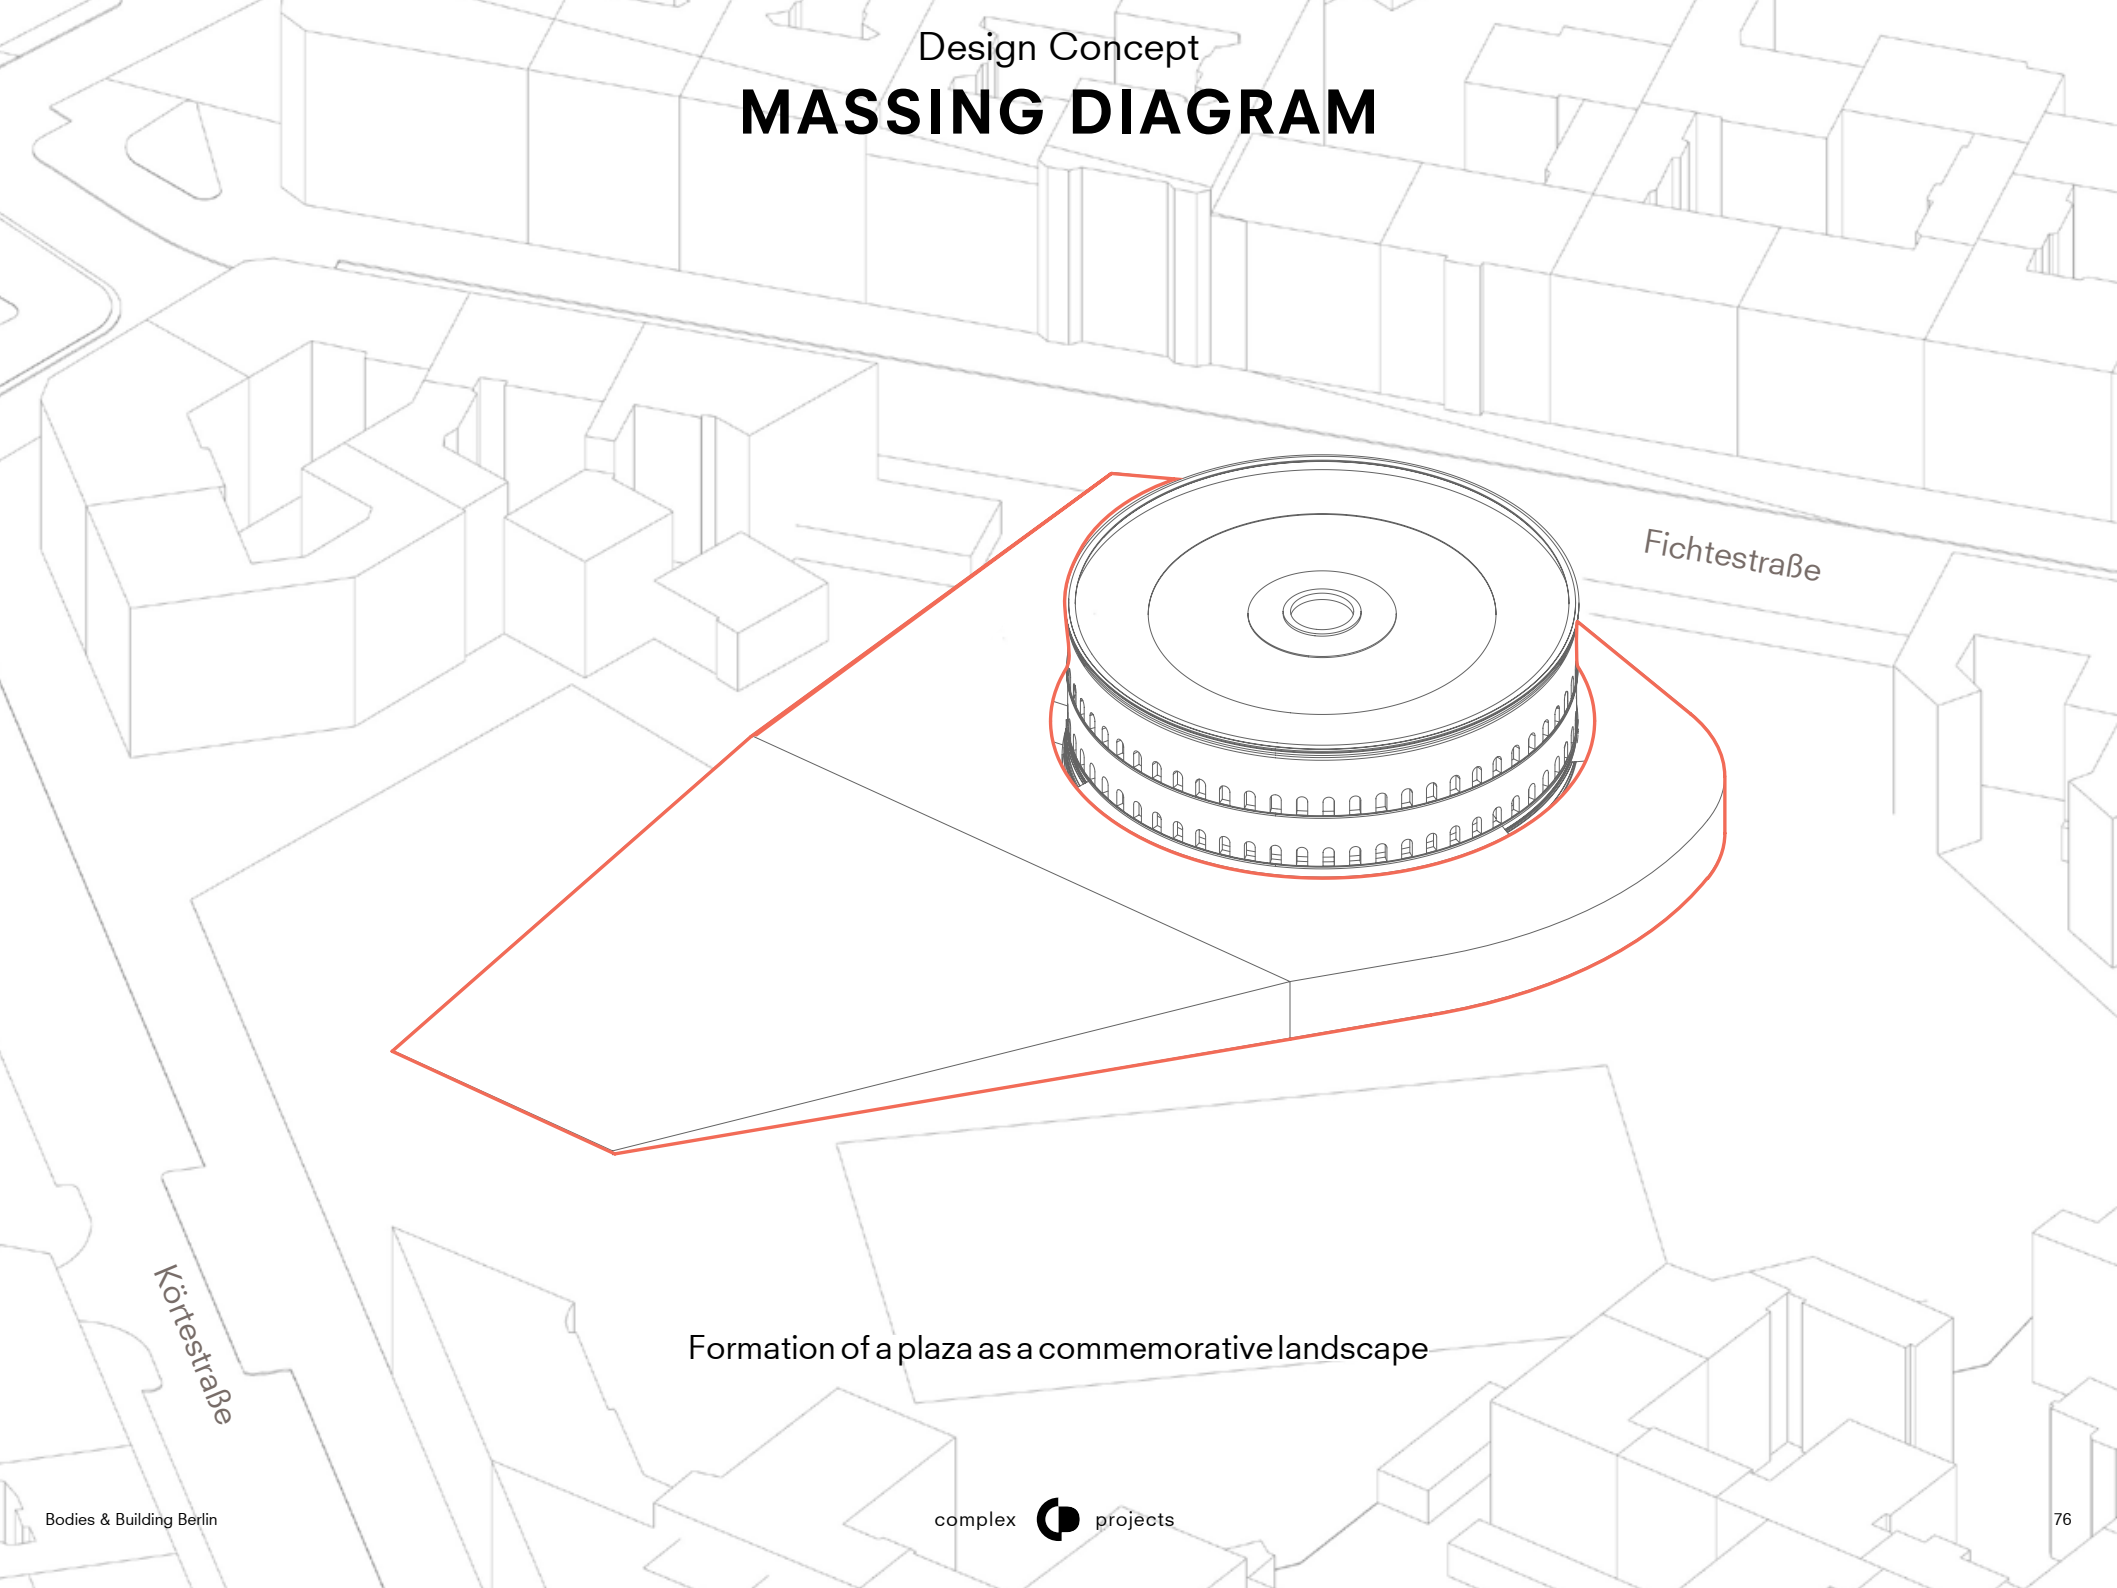 Design Concept
MASSING DIAGRAM
Fichtestraße
Körtestraße
Formation of a plaza as a commemorative landscape
Bodies & Building Berlin
complex projects
76